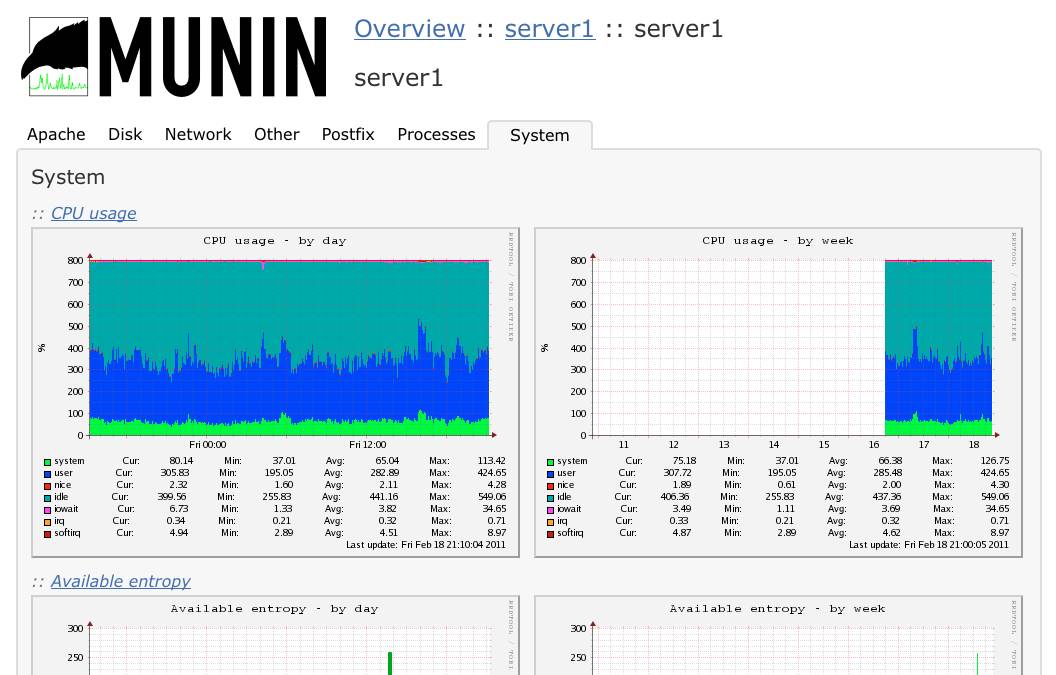 MUNIN
Overview :: server1 :: server1
server1
Apache Disk Network Other Postfix Processes System
System
:: CPU usage
CPU usage - by day
RRDTOOL / TOBI OETIKER
%
800
700
600
500
400
300
200
100
0
Fri 00:00 Fri 12:00
system Cur: 80.14 Min: 37.01 Avg: 65.04 Max: 113.42
user Cur: 305.83 Min: 195.05 Avg: 282.89 Max: 424.65
nice Cur: 2.32 Min: 1.60 Avg: 2.11 Max: 4.28
idle Cur: 399.56 Min: 255.83 Avg: 441.16 Max: 549.06
iowait Cur: 6.73 Min: 1.33 Avg: 3.82 Max: 34.65
irq Cur: 0.34 Min: 0.21 Avg: 0.32 Max: 0.71
softirq Cur: 4.94 Min: 2.89 Avg: 4.51 Max: 8.97
Last update: Fri Feb 18 21:10:04 2011
CPU usage - by week
RRDTOOL / TOBI OETIKER
%
800
700
600
500
400
300
200
100
0
11 12 13 14 15 16 17 18
system Cur: 75.18 Min: 37.01 Avg: 66.38 Max: 126.75
user Cur: 307.72 Min: 195.05 Avg: 285.48 Max: 424.65
nice Cur: 1.89 Min: 0.61 Avg: 2.00 Max: 4.30
idle Cur: 406.36 Min: 255.83 Avg: 437.36 Max: 549.06
iowait Cur: 3.49 Min: 1.11 Avg: 3.69 Max: 34.65
irq Cur: 0.33 Min: 0.21 Avg: 0.32 Max: 0.71
softirq Cur: 4.87 Min: 2.89 Avg: 4.62 Max: 8.97
Last update: Fri Feb 18 21:00:05 2011
:: Available entropy
Available entropy - by day
RRDTOOL / TOBI
300
250
Available entropy - by week
RRDTOOL / TOBI
300
250